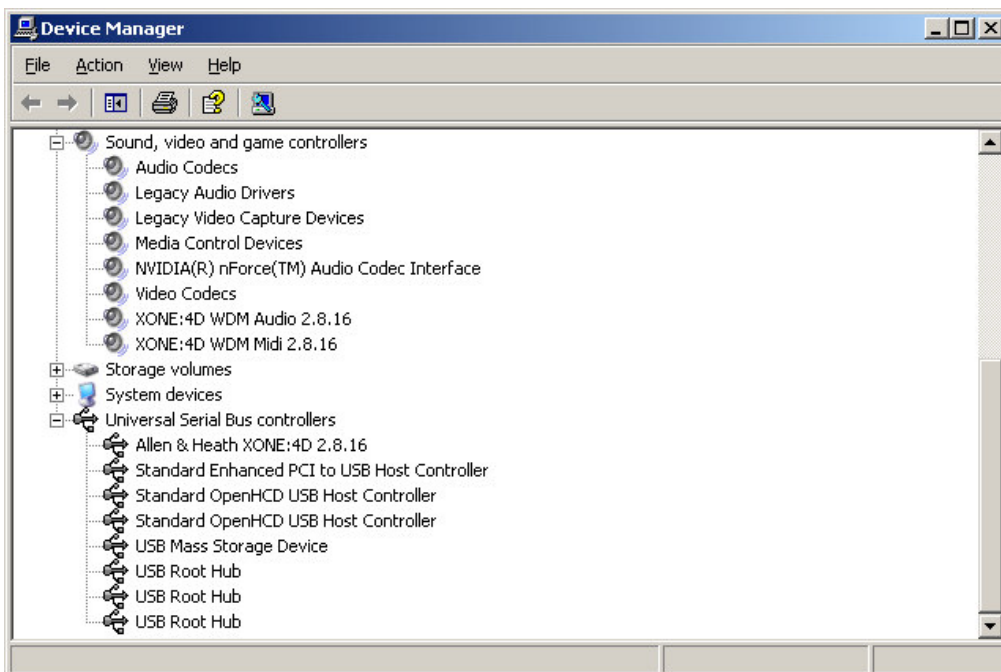 Device Manager
File Action View Help
Sound, video and game controllers
Audio Codecs
Legacy Audio Drivers
Legacy Video Capture Devices
Media Control Devices
NVIDIA(R) nForce(TM) Audio Codec Interface
Video Codecs
XONE:4D WDM Audio 2.8.16
XONE:4D WDM Midi 2.8.16
Storage volumes
System devices
Universal Serial Bus controllers
Allen & Heath XONE:4D 2.8.16
Standard Enhanced PCI to USB Host Controller
Standard OpenHCD USB Host Controller
Standard OpenHCD USB Host Controller
USB Mass Storage Device
USB Root Hub
USB Root Hub
USB Root Hub